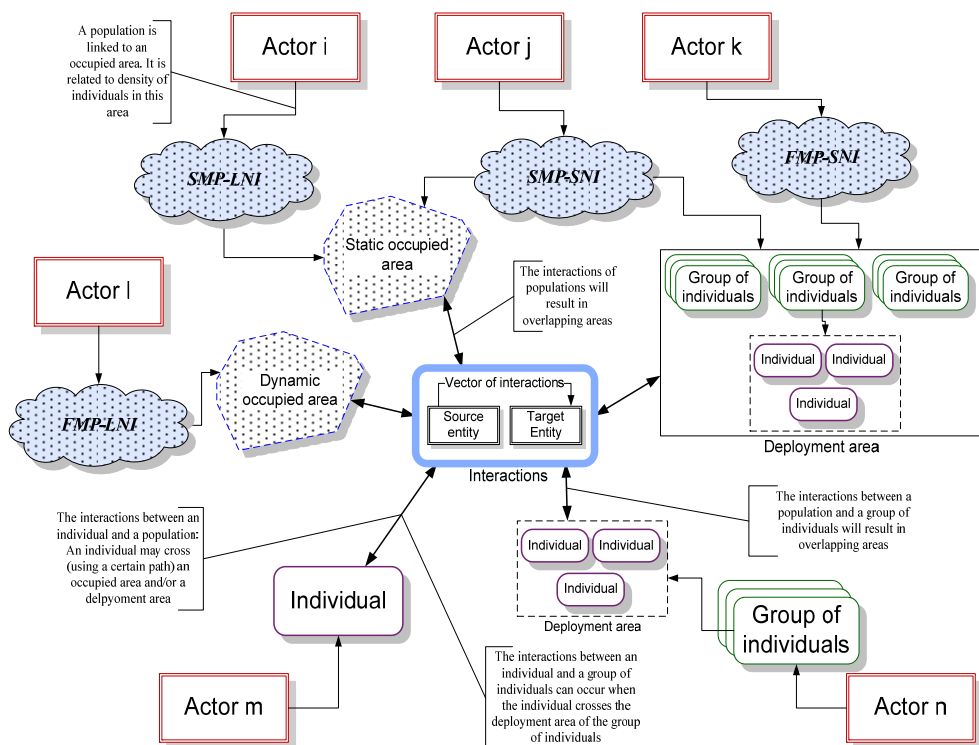 A population is
linked to an
occupied area. It is
related to density of
individuals in this
area
Actor i
Actor j
Actor k
SMP-LNI
SMP-SNI
FMP-SNI
Static occupied
area
Actor l
The interactions of
populations will
result in
overlapping areas
Group of
individuals
Group of
individuals
Group of
individuals
Individual
Individual
Individual
Deployment area
Dynamic
occupied area
FMP-LNI
Vector of interactions
Source
entity
Target
Entity
Interactions
The interactions between an
individual and a population:
An individual may cross
(using a certain path) an
occupied area and/or a
delpyoment area
The interactions between a
population and a group of
individuals will result in
overlapping areas
Individual
Individual
Individual
Individual
Deployment area
Group of
individuals
The interactions between an
individual and a group of
individuals can occur when
the individual crosses the
deployment area of the group
of individuals
Actor m
Actor n